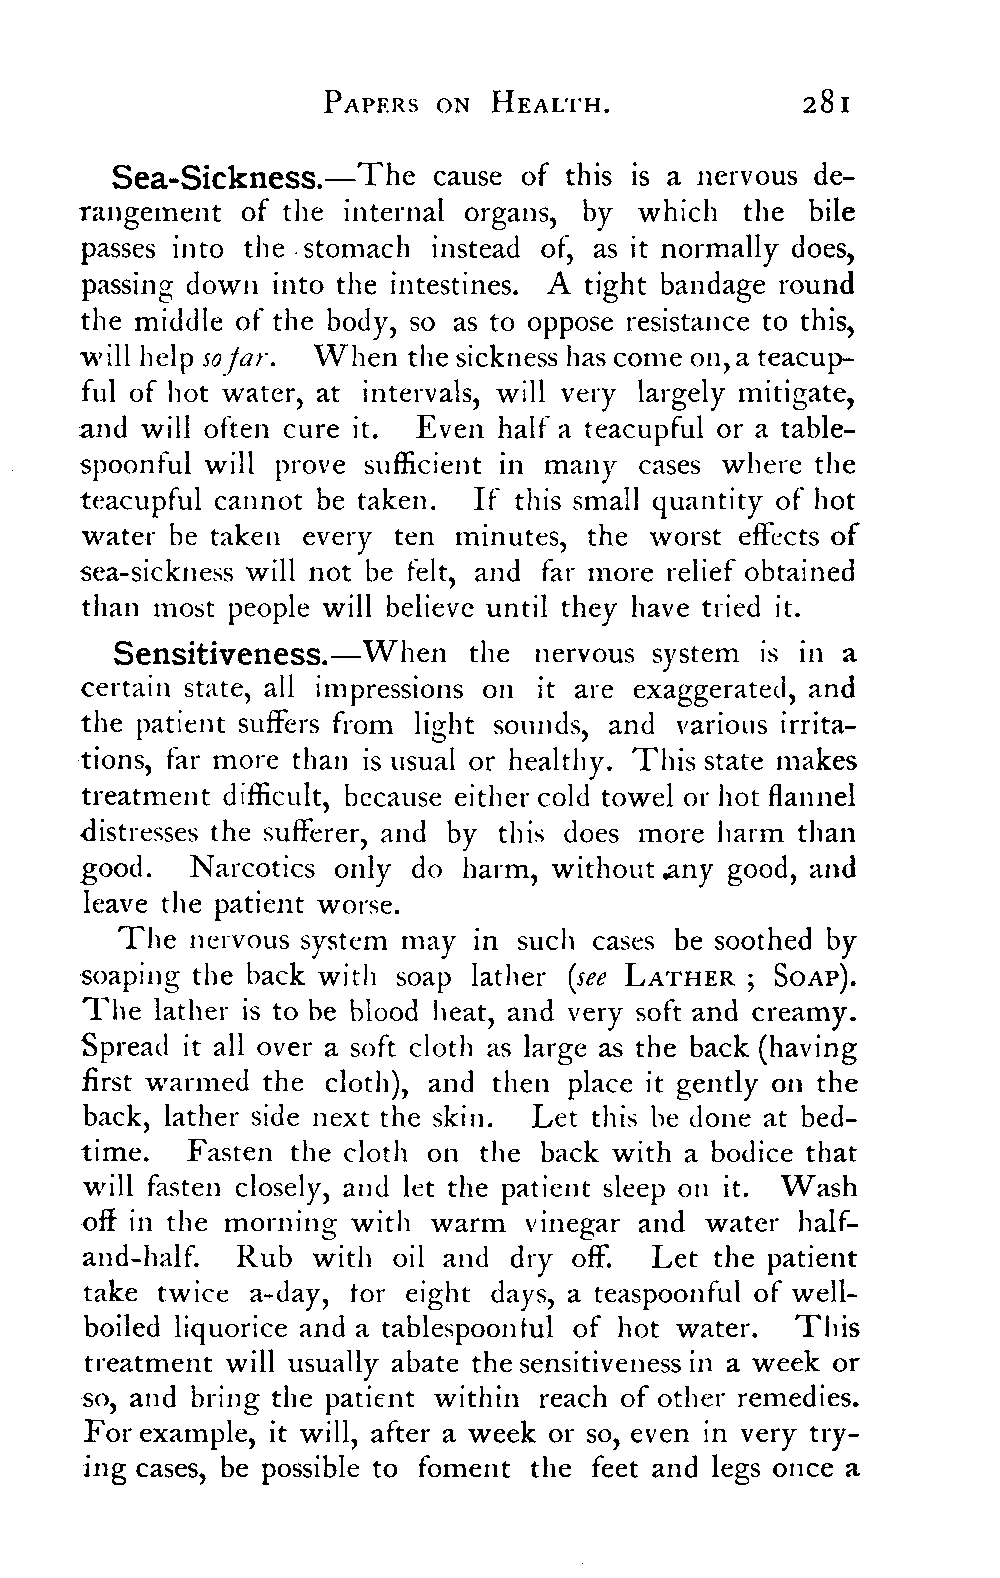 PAPERS ON HEALTH. 281
Sea-Sickness.—The cause of this is a nervous de-
rangement of the internal organs, by which the bile
passes into the stomach instead of, as it normally does,
passing down into the intestines. A tight bandage round
the middle of the body, so as to oppose resistance to this,
will help so far. When the sickness has come on, a teacup-
ful of hot water, at intervals, will very largely mitigate,
and will often cure it. Even half a teacupful or a table-
spoonful will prove sufficient in many cases where the
teacupful cannot be taken. If this small quantity of hot
water be taken every ten minutes, the worst effects of
sea-sickness will not be felt, and far more relief obtained
than most people will believe until they have tried it.
Sensitiveness.—When the nervous system is in a
certain state, all impressions on it are exaggerated, and
the patient suffers from light sounds, and various irrita-
tions, far more than is usual or healthy. This state makes
treatment difficult, because either cold towel or hot flannel
distresses the sufferer, and by this does more harm than
good. Narcotics only do harm, without any good, and
leave the patient worse.
The nervous system may in such cases be soothed by
soaping the back with soap lather (see LATHER ; SOAP).
The lather is to be blood heat, and very soft and creamy.
Spread it all over a soft cloth as large as the back (having
first warmed the cloth), and then place it gently on the
back, lather side next the skin. Let this be done at bed-
time. Fasten the cloth on the back with a bodice that
will fasten closely, and let the patient sleep on it. Wash
off in the morning with warm vinegar and water half-
and-half. Rub with oil and dry off. Let the patient
take twice a-day, for eight days, a teaspoonful of well-
boiled liquorice and a tablespoonful of hot water. This
treatment will usually abate the sensitiveness in a week or
so, and bring the patient within reach of other remedies.
For example, it will, after a week or so, even in very try-
ing cases, be possible to foment the feet and legs once a